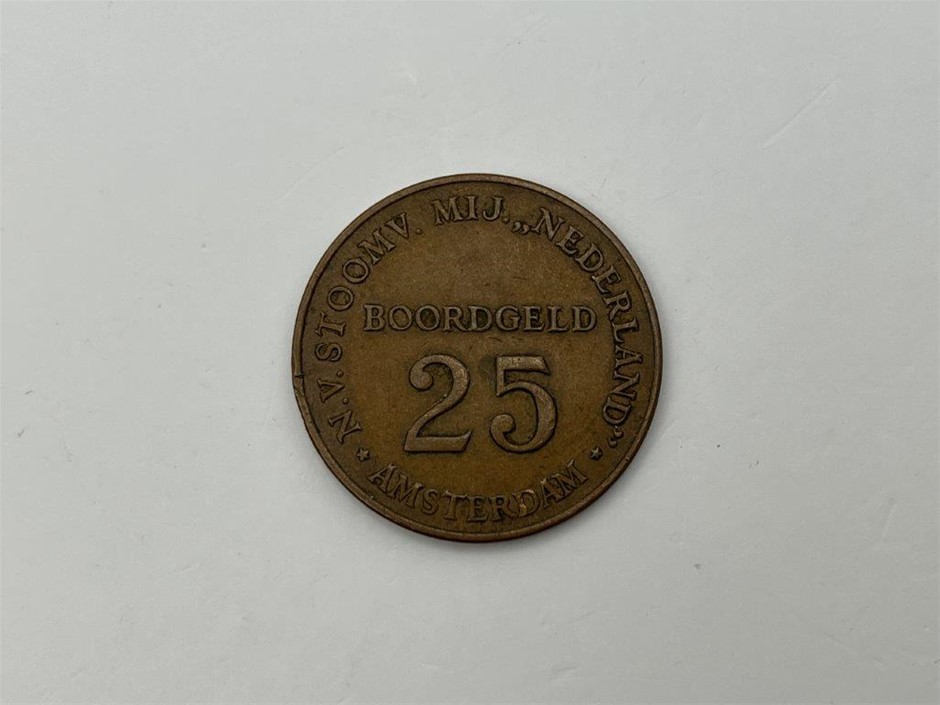 N.V. STOOMV. MIJ. „NEDERLAND”
BOORDGELD
25
* AMSTERDAM *